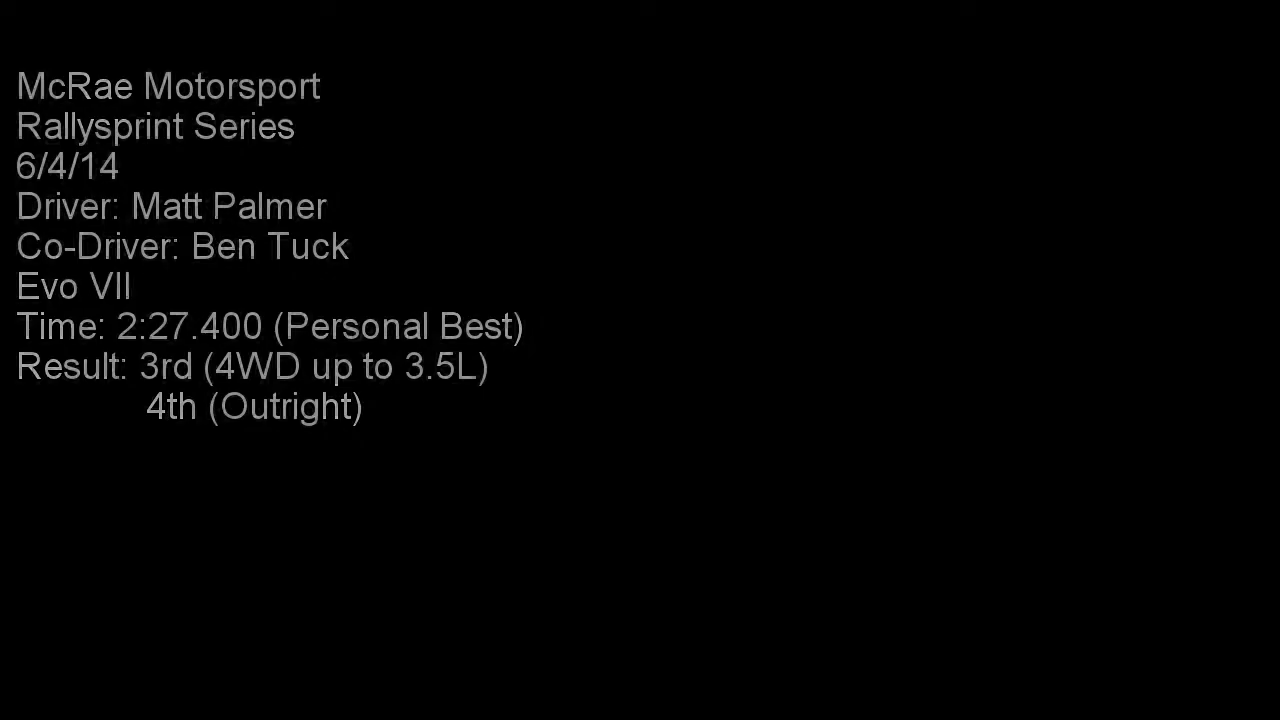 McRae Motorsport
Rallysprint Series
6/4/14
Driver: Matt Palmer
Co-Driver: Ben Tuck
Evo VII
Time: 2:27.400 (Personal Best)
Result: 3rd (4WD up to 3.5L)
4th (Outright)